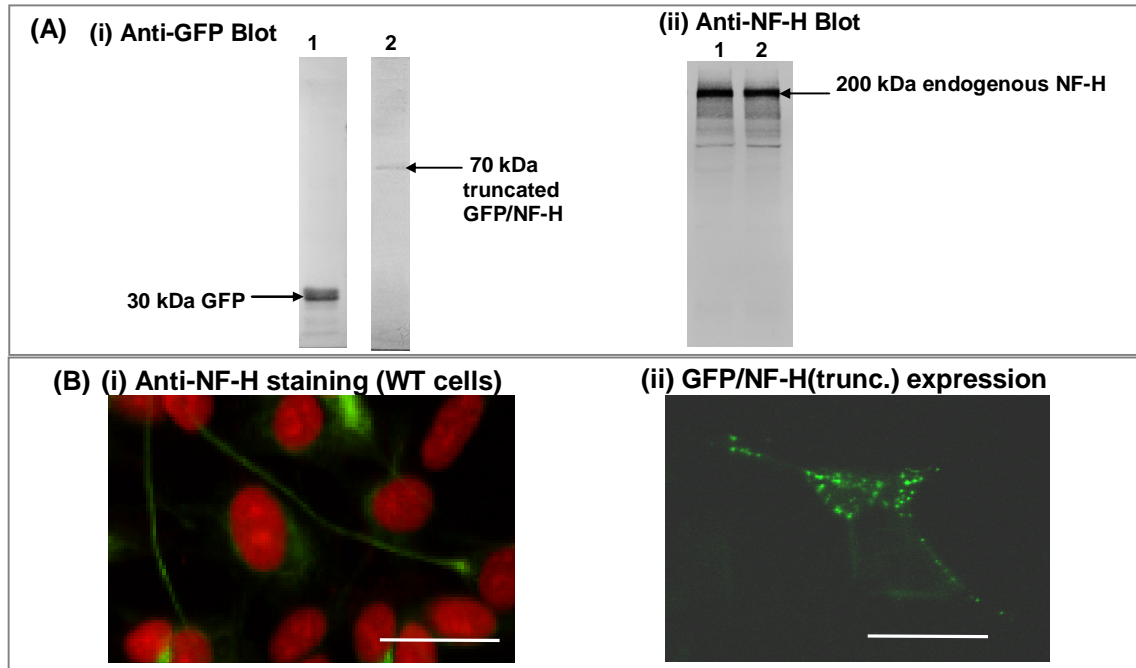 (A) (i) Anti-GFP Blot
1 2
70 kDa
truncated
GFP/NF-H
30 kDa GFP
(ii) Anti-NF-H Blot
1 2
200 kDa endogenous NF-H
(B) (i) Anti-NF-H staining (WT cells)
(ii) GFP/NF-H(trunc.) expression